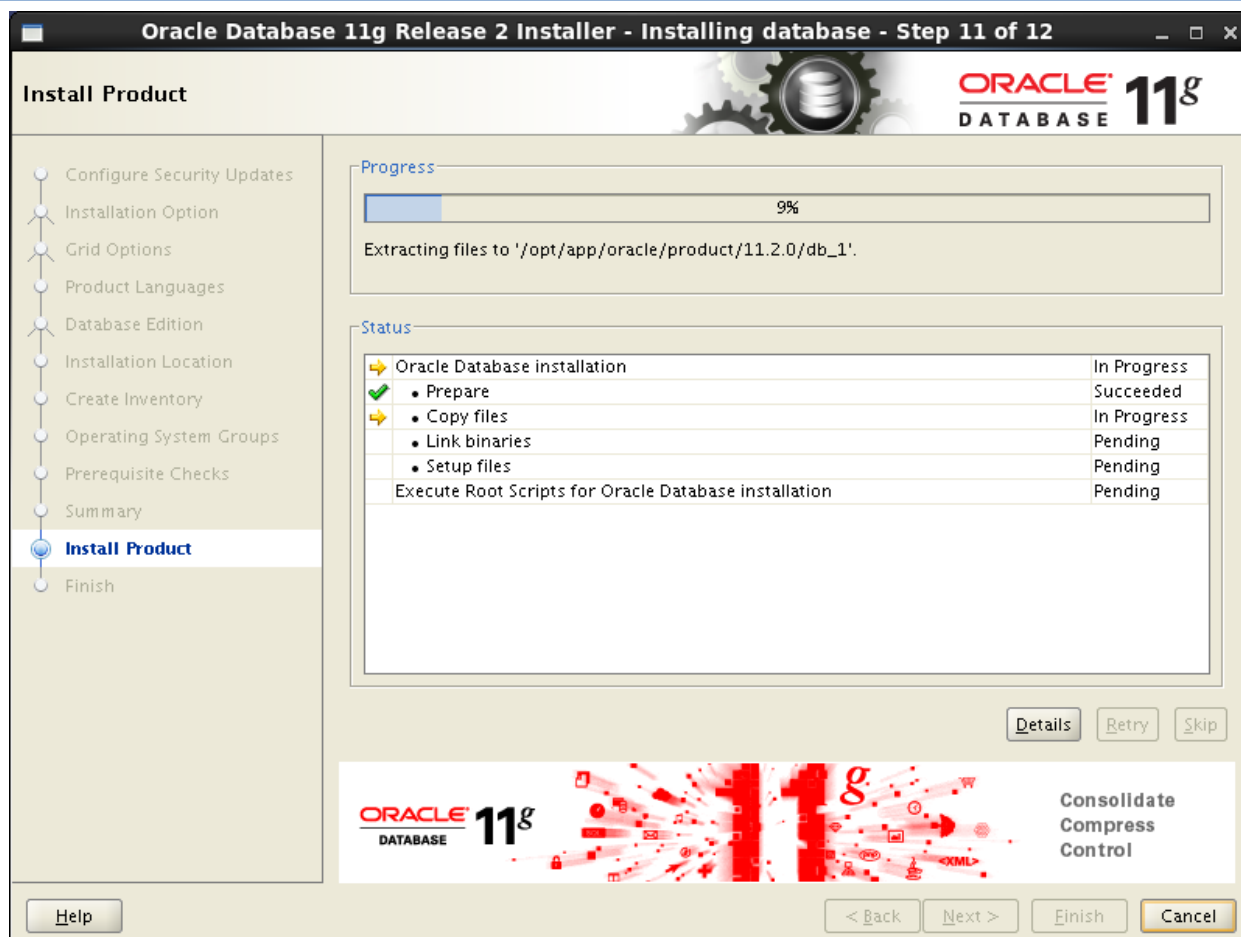 Oracle Database 11g Release 2 Installer - Installing database - Step 11 of 12
Install Product
ORACLE DATABASE 11g
Configure Security Updates
Installation Option
Grid Options
Product Languages
Database Edition
Installation Location
Create Inventory
Operating System Groups
Prerequisite Checks
Summary
Install Product
Finish
Progress
9%
Extracting files to '/opt/app/oracle/product/11.2.0/db_1'.
Status
Oracle Database installation In Progress
• Prepare Succeeded
• Copy files In Progress
• Link binaries Pending
• Setup files Pending
Execute Root Scripts for Oracle Database installation Pending
Details Retry Skip
ORACLE DATABASE 11g
11g
SQL
php
<XML>
Consolidate
Compress
Control
Help < Back Next > Finish Cancel